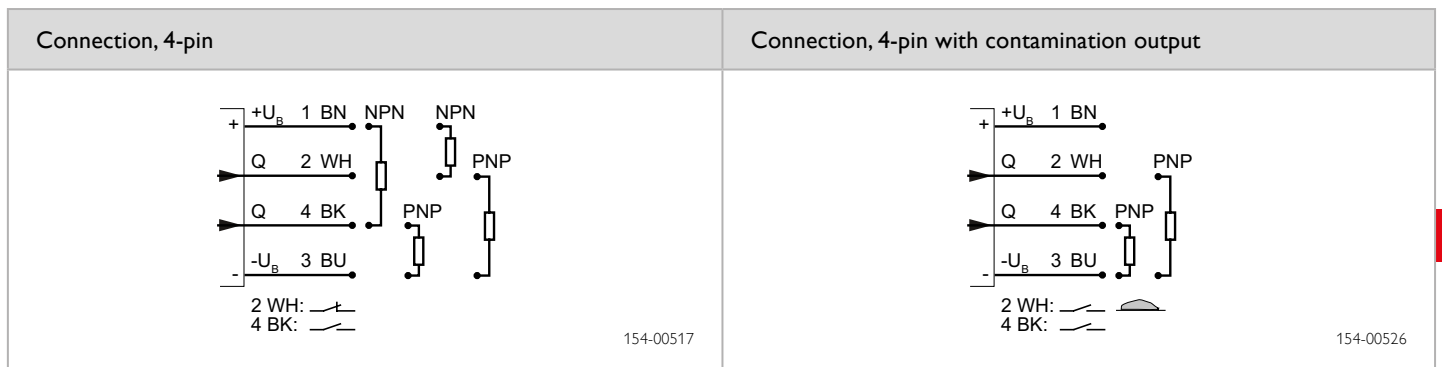 Connection, 4-pin
+U_B 1 BN NPN NPN
+
Q 2 WH PNP
Q 4 BK PNP
-U_B 3 BU
-
2 WH:
4 BK:
154-00517
Connection, 4-pin with contamination output
+U_B 1 BN
+
Q 2 WH PNP
Q 4 BK PNP
-U_B 3 BU
-
2 WH:
4 BK:
154-00526